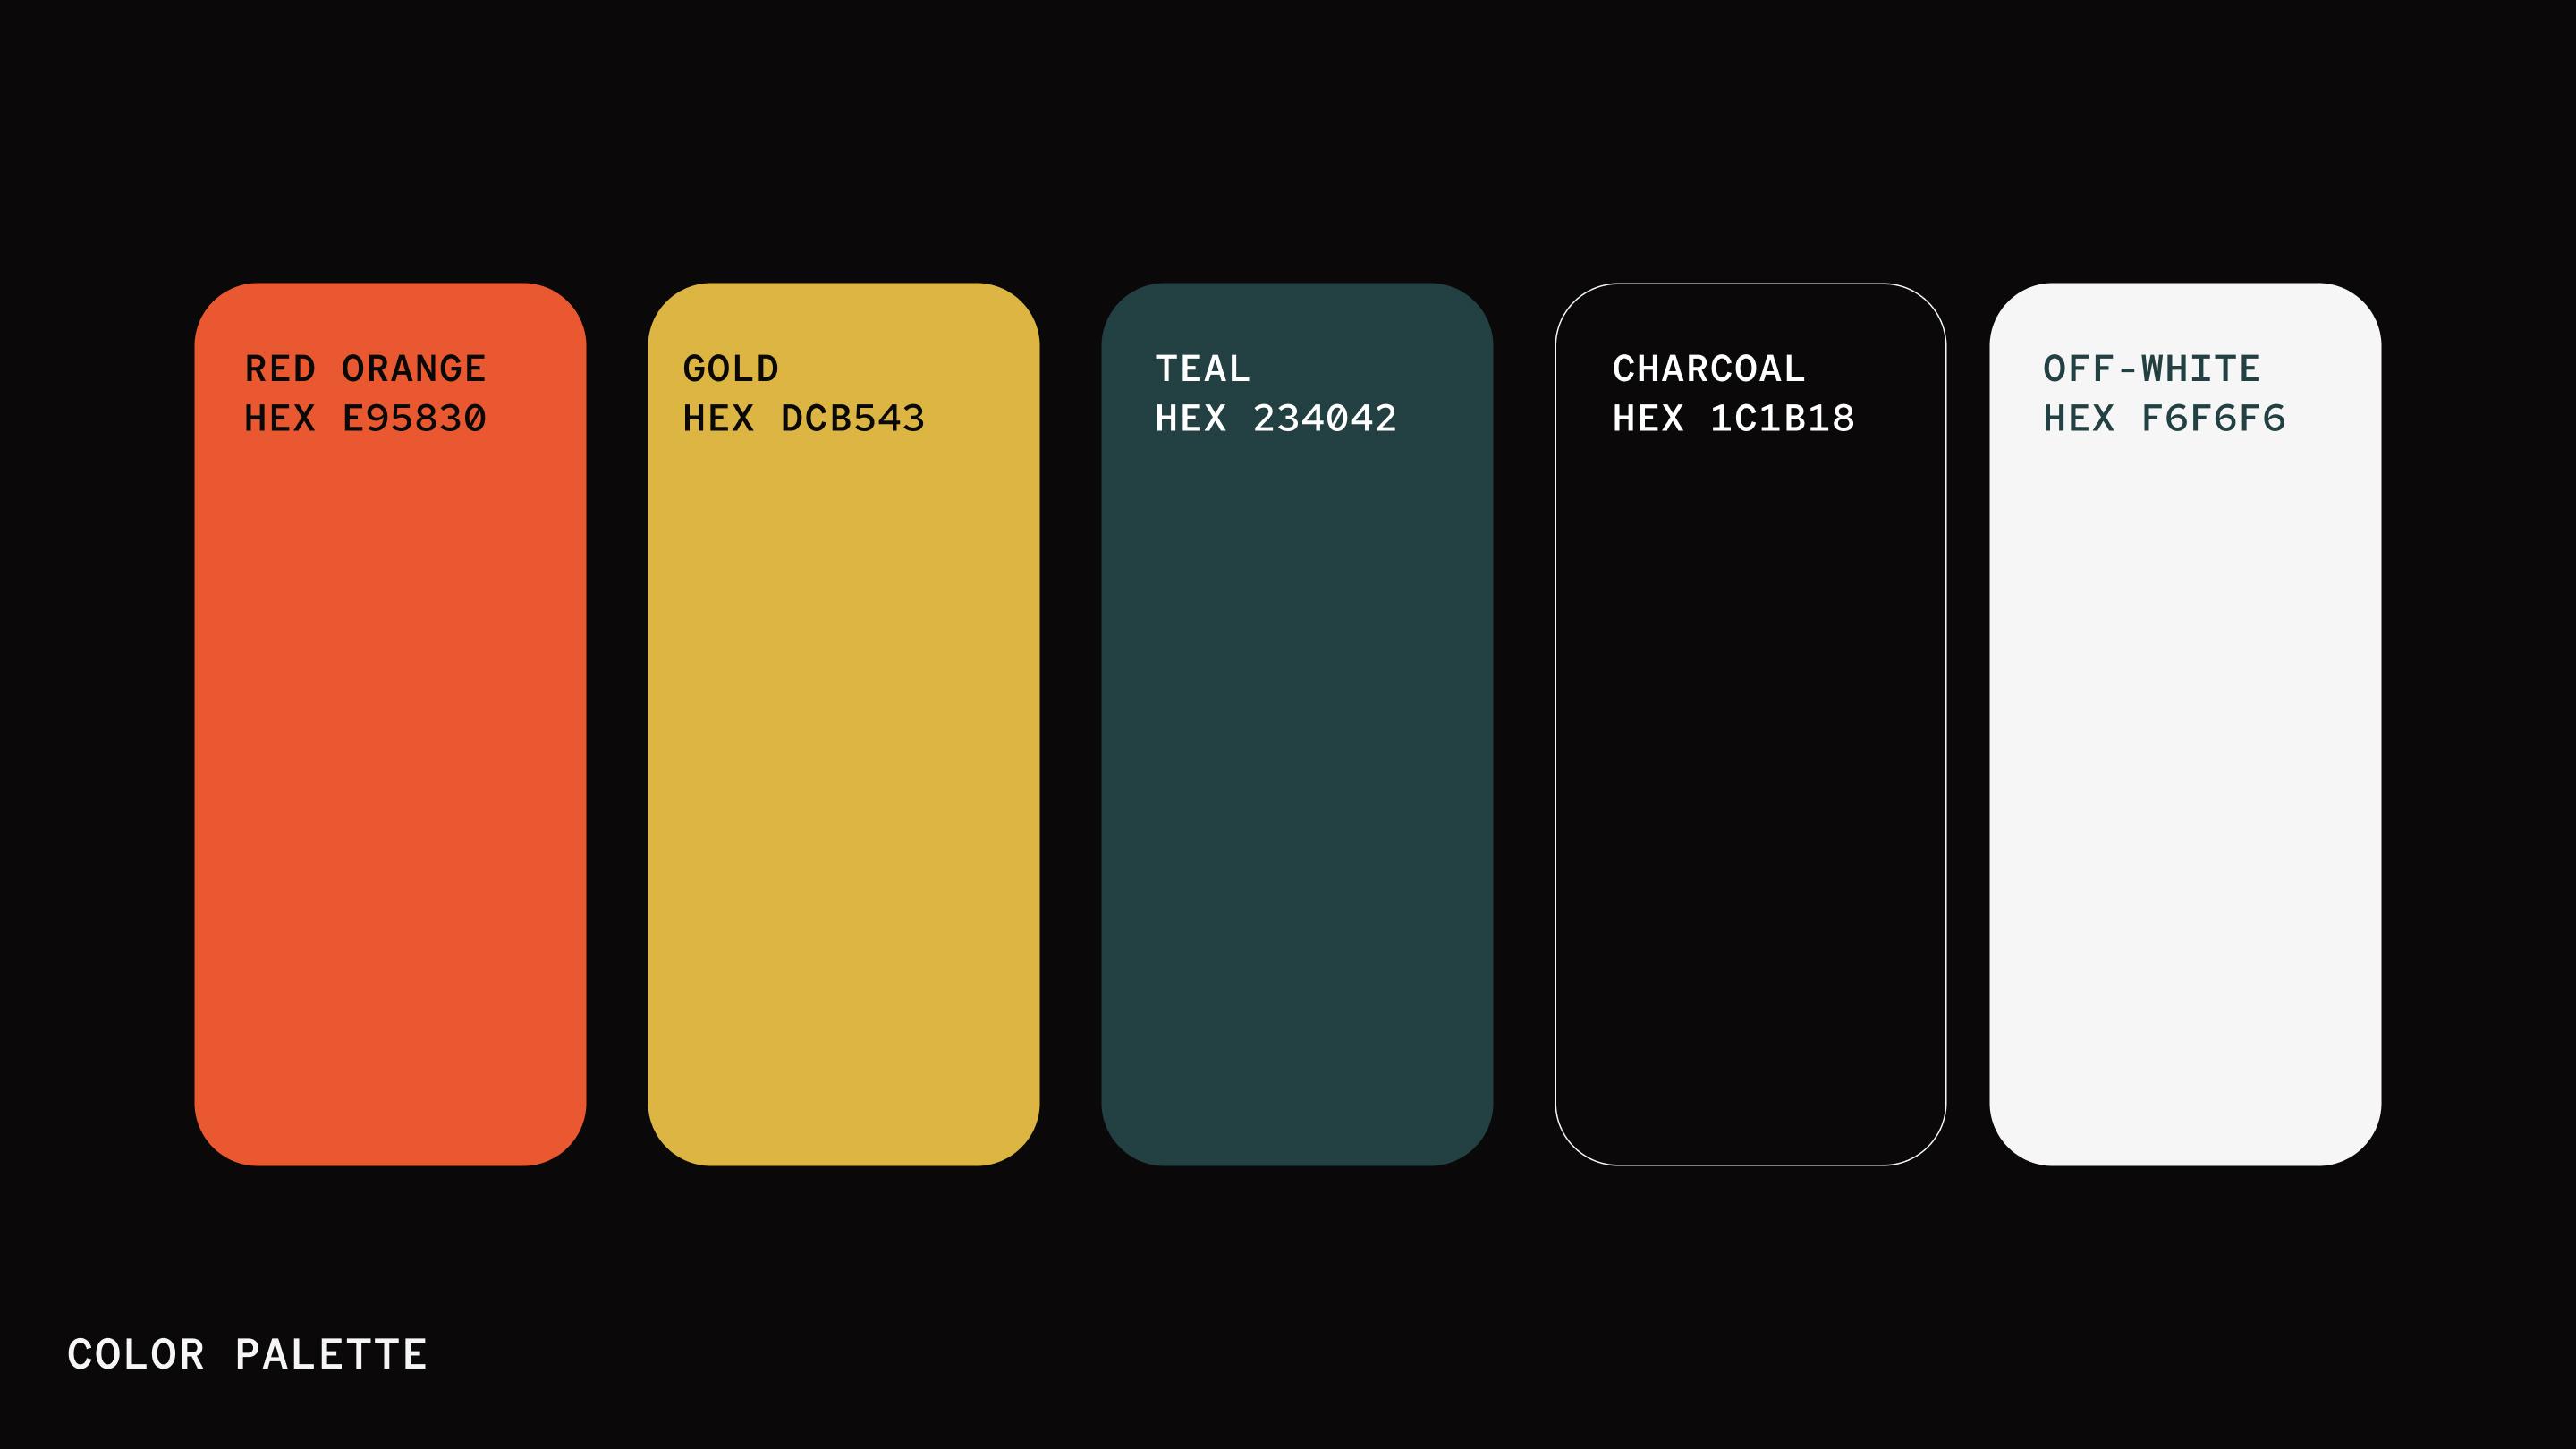 RED ORANGE
HEX E95830
GOLD
HEX DCB543
TEAL
HEX 234042
CHARCOAL
HEX 1C1B18
OFF-WHITE
HEX F6F6F6
COLOR PALETTE